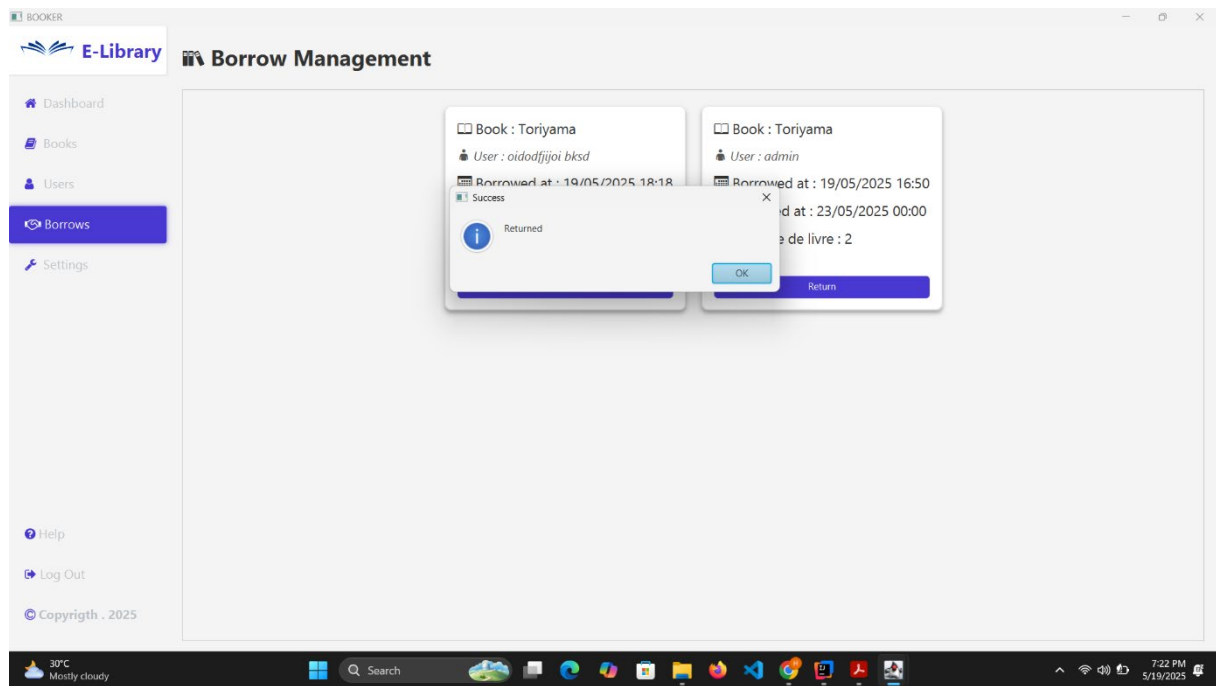 BOOKER
E-Library
Borrow Management
Dashboard
Books
Users
Borrows
Settings
Help
Log Out
© Copyrigth . 2025
Book : Toriyama
User : oidodfjijoi bksd
Borrowed at : 19/05/2025 18:18
Book : Toriyama
User : admin
Borrowed at : 19/05/2025 16:50
d at : 23/05/2025 00:00
de livre : 2
Return
Success
Returned
OK
30°C
Mostly cloudy
Search
7:22 PM
5/19/2025